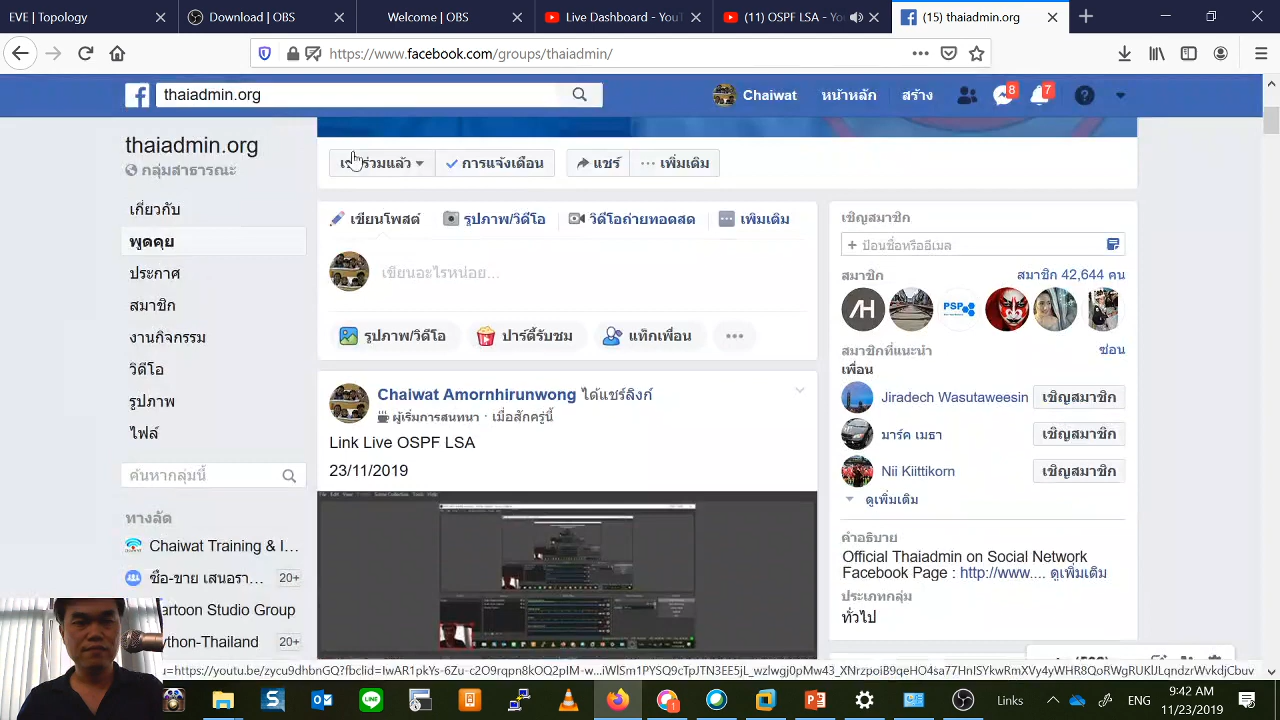 EVE | Topology
Download | OBS
Welcome | OBS
Live Dashboard - You
(11) OSPF LSA - Yo
(15) thaiadmin.org
https://www.facebook.com/groups/thaiadmin/
thaiadmin.org
Chaiwat
หน้าหลัก
สร้าง
8
7
thaiadmin.org
กลุ่มสาธารณะ
เกี่ยวกับ
พูดคุย
ประกาศ
สมาชิก
งานกิจกรรม
วิดีโอ
รูปภาพ
ไฟล์
ค้นหากลุ่มนี้
ทางลัด
Chaiwat Training & I...
ซื้อ-ขาย เสนอรา... 20+
artoon Studio Group
ython-Thailand 20+
เข้าร่วมแล้ว
การแจ้งเตือน
แชร์
เพิ่มเติม
เขียนโพสต์
รูปภาพ/วิดีโอ
วิดีโอถ่ายทอดสด
เพิ่มเติม
เขียนอะไรหน่อย...
รูปภาพ/วิดีโอ
ปาร์ตี้รับชม
แท็กเพื่อน
Chaiwat Amornhirunwong ได้แชร์ลิงก์
ผู้เริ่มการสนทนา · เมื่อสักครู่นี้
Link Live OSPF LSA
23/11/2019
เชิญสมาชิก
+ ป้อนชื่อหรืออีเมล
สมาชิก
สมาชิก 42,644 คน
PSP
สมาชิกที่แนะนำ
ซ่อน
เพื่อน
Jiradech Wasutaweesin
เชิญสมาชิก
มาร์ค เมธา
เชิญสมาชิก
Nii Kiittikorn
เชิญสมาชิก
ดูเพิ่มเติม
คำอธิบาย
Official Thaiadmin on Social Network
Facebook Page : http://www.... ดูเพิ่มเติม
ประเภทกลุ่ม
ทั่วไป
Links
ENG
9:42 AM
11/23/2019